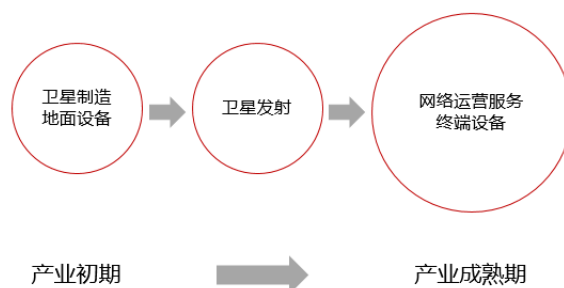 卫星制造
地面设备
卫星发射
网络运营服务
终端设备
产业初期
产业成熟期